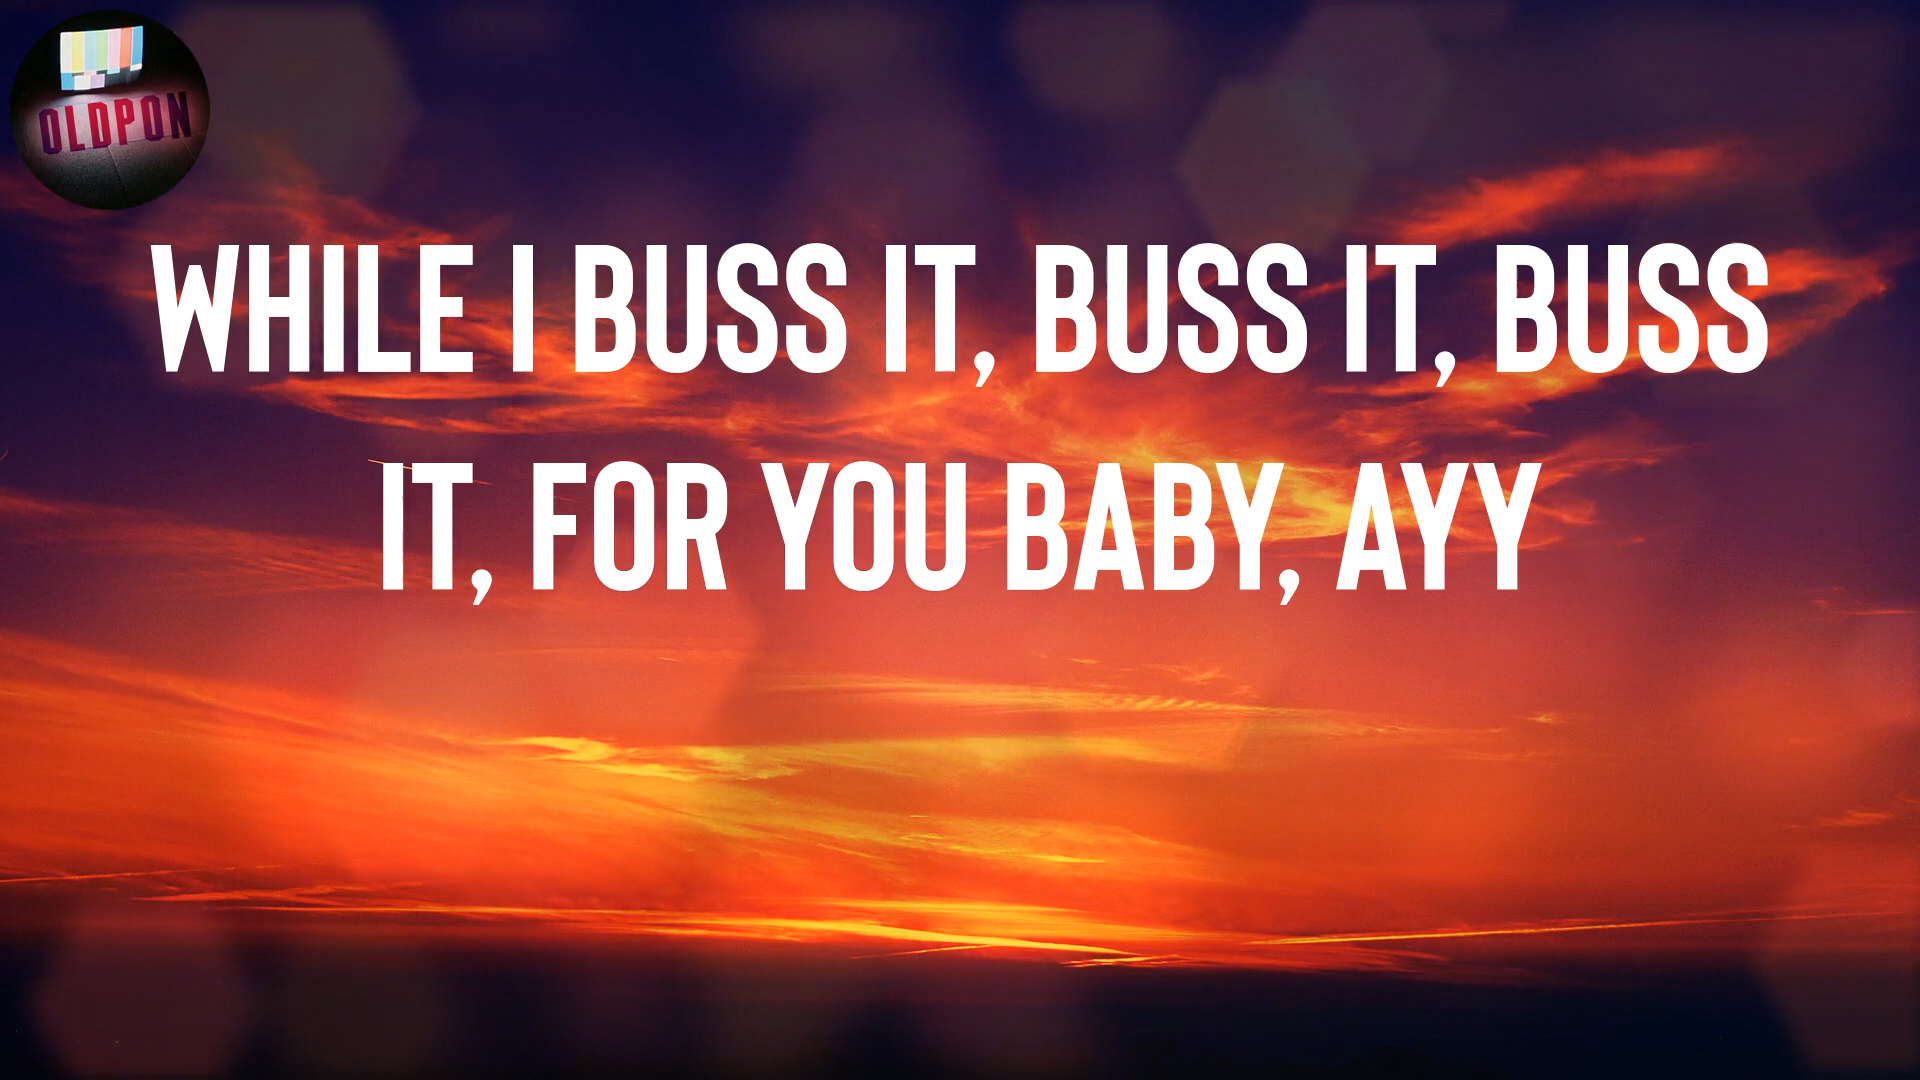 OLDPON
WHILE I BUSS IT, BUSS IT, BUSS
IT, FOR YOU BABY, AYY